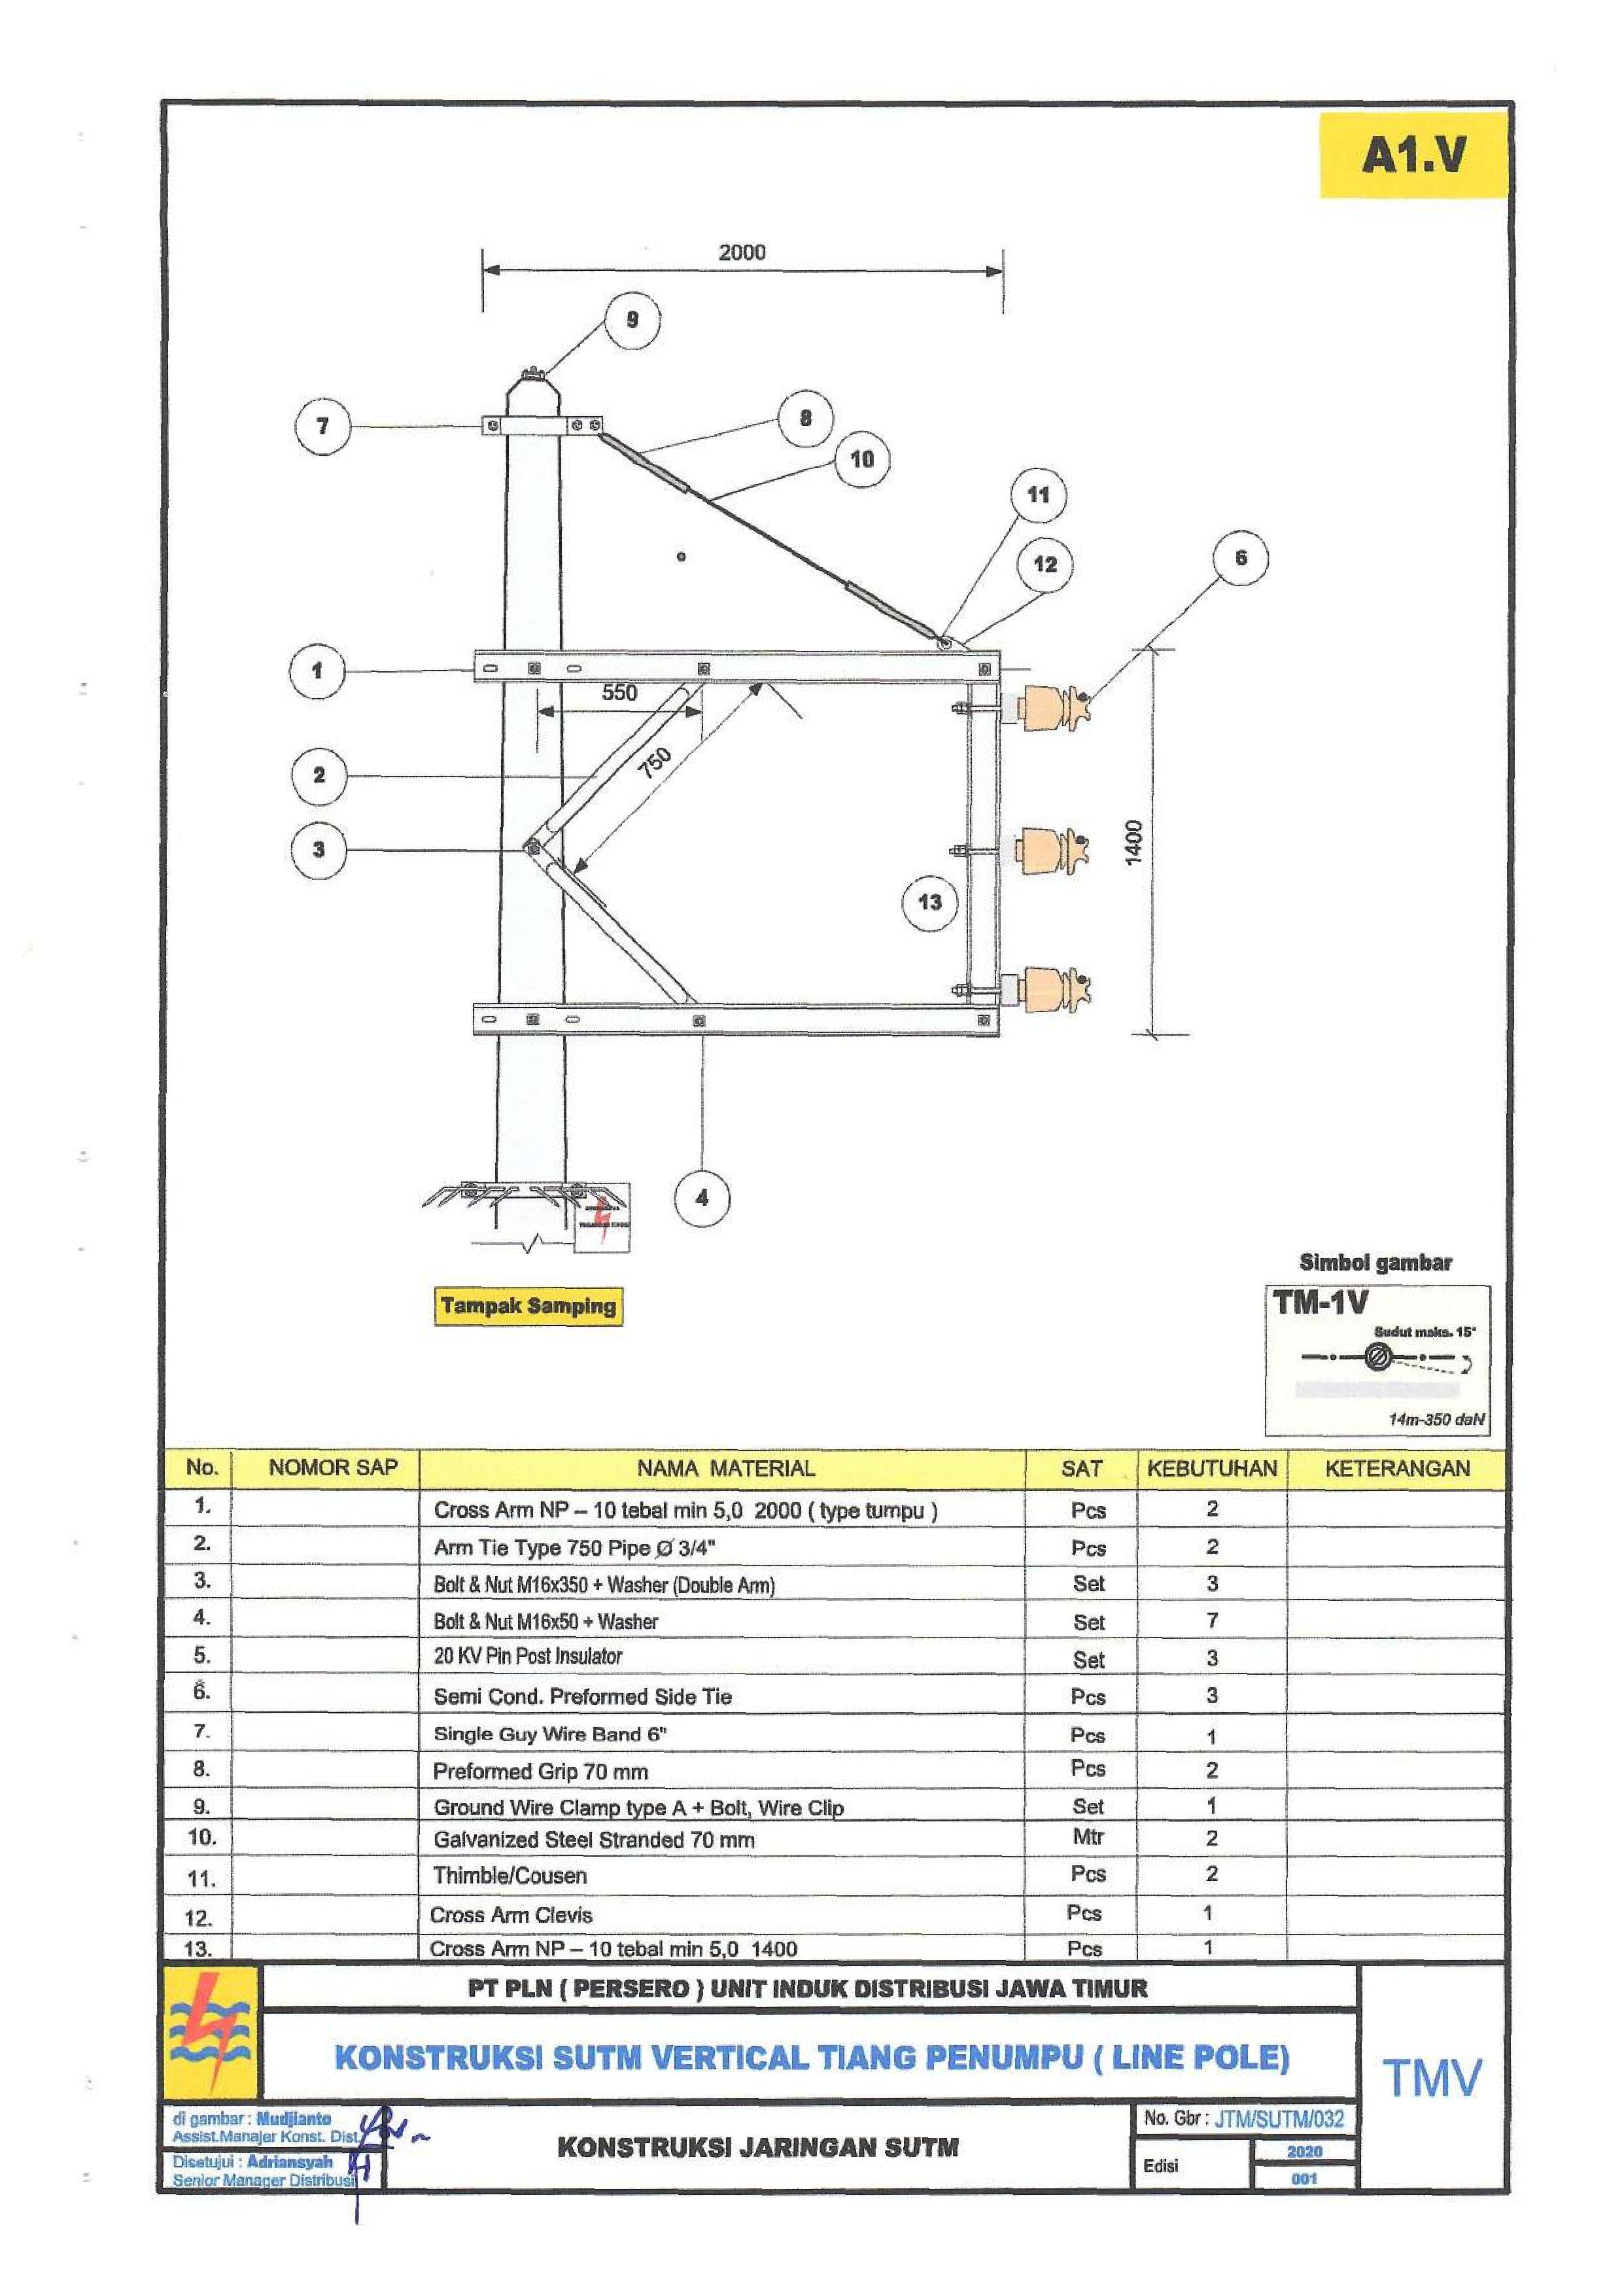 A1.V
2000
9
7
8
10
11
12
6
1
550
2
750
3
1400
13
4
Tampak Samping
Simbol gambar
TM-1V
Sudut maks. 15°
14m-350 daN
No. NOMOR SAP NAMA MATERIAL SAT KEBUTUHAN KETERANGAN
1. Cross Arm NP – 10 tebal min 5,0 2000 ( type tumpu ) Pcs 2
2. Arm Tie Type 750 Pipe Ø 3/4" Pcs 2
3. Bolt & Nut M16x350 + Washer (Double Arm) Set 3
4. Bolt & Nut M16x50 + Washer Set 7
5. 20 KV Pin Post Insulator Set 3
6. Semi Cond. Preformed Side Tie Pcs 3
7. Single Guy Wire Band 6" Pcs 1
8. Preformed Grip 70 mm Pcs 2
9. Ground Wire Clamp type A + Bolt, Wire Clip Set 1
10. Galvanized Steel Stranded 70 mm Mtr 2
11. Thimble/Cousen Pcs 2
12. Cross Arm Clevis Pcs 1
13. Cross Arm NP – 10 tebal min 5,0 1400 Pcs 1
PT PLN ( PERSERO ) UNIT INDUK DISTRIBUSI JAWA TIMUR
KONSTRUKSI SUTM VERTICAL TIANG PENUMPU ( LINE POLE)
TMV
di gambar : Mudjianto
Assist.Manajer Konst. Dist.
Disetujui : Adriansyah
Senior Manager Distribusi
KONSTRUKSI JARINGAN SUTM
No. Gbr : JTM/SUTM/032
Edisi
2020
001